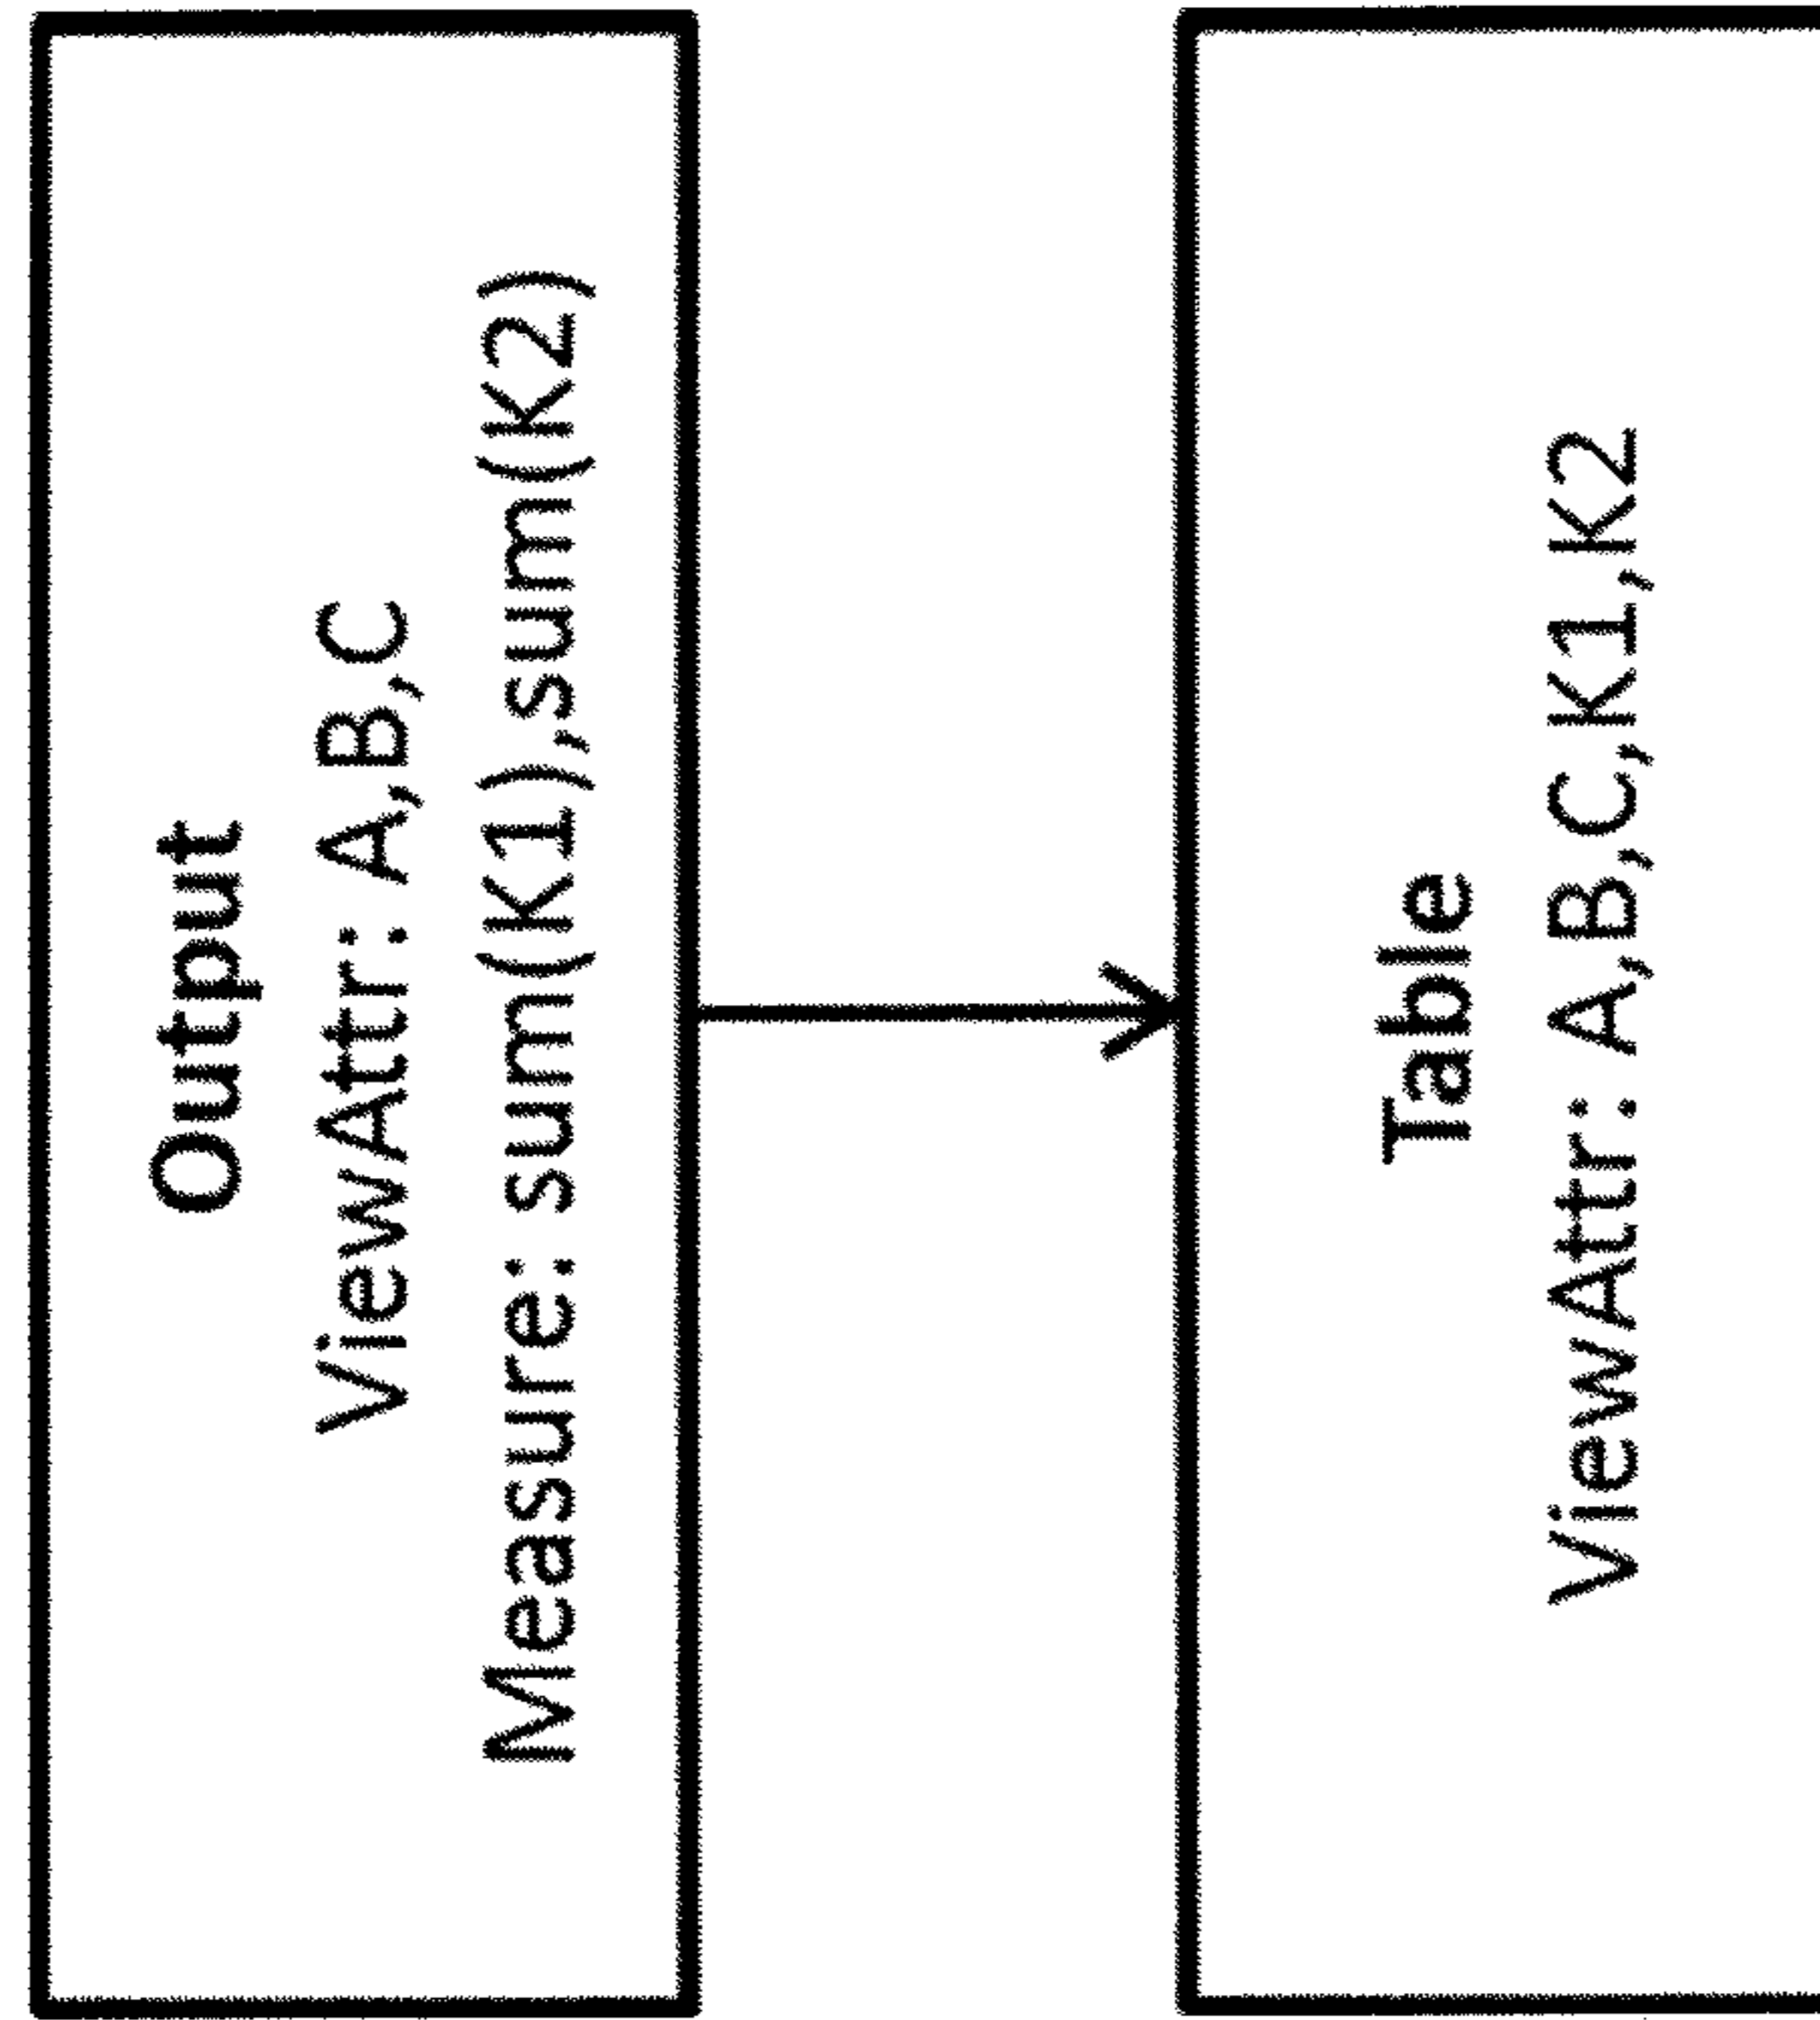 Output
ViewAttr: A,B,C
Measure: sum(K1),sum(K2)
Table
ViewAttr: A,B,C,K1,K2